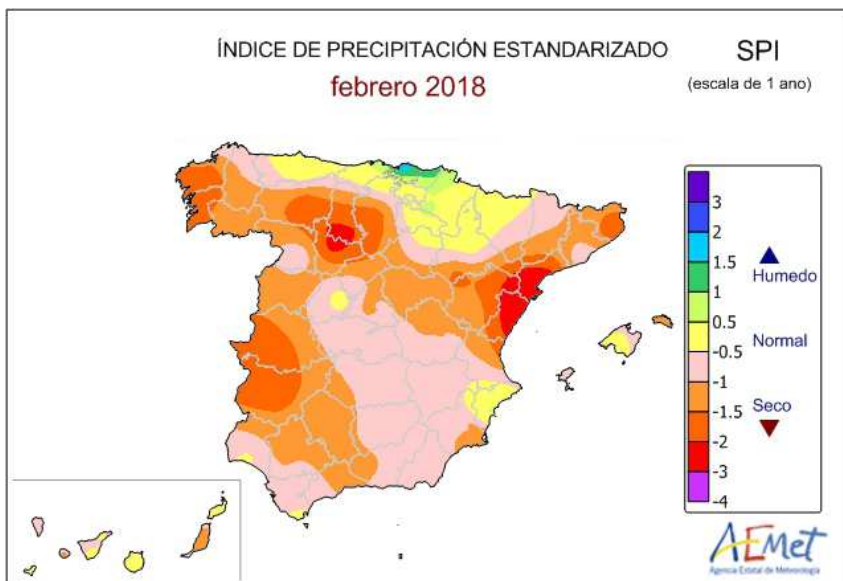 ÍNDICE DE PRECIPITACIÓN ESTANDARIZADO
febrero 2018
SPI
(escala de 1 ano)
3
2
1.5
1
0.5
-0.5
-1
-1.5
-2
-3
-4
Humedo
Normal
Seco
AEMet
Agencia Estatal de Meteorología